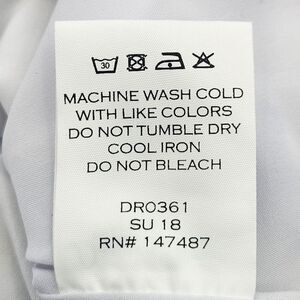 30
MACHINE WASH COLD
WITH LIKE COLORS
DO NOT TUMBLE DRY
COOL IRON
DO NOT BLEACH
DR0361
SU 18
RN# 147487